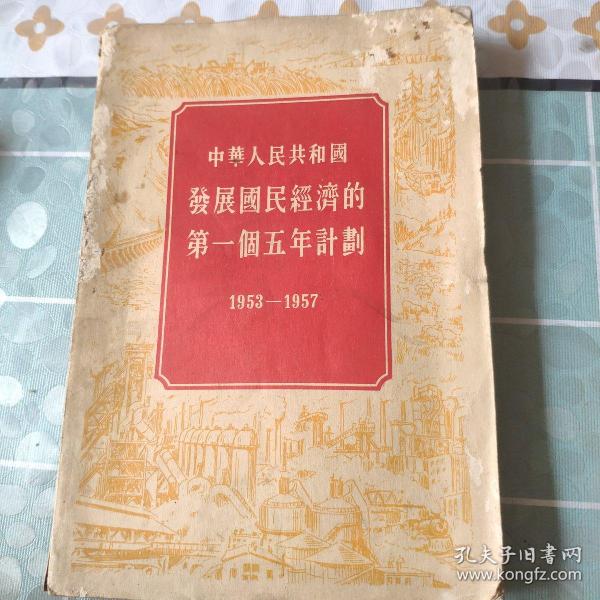 中華人民共和國
發展國民經濟的
第一個五年計劃
1953—1957
孔夫子旧书网
www.kongfz.com